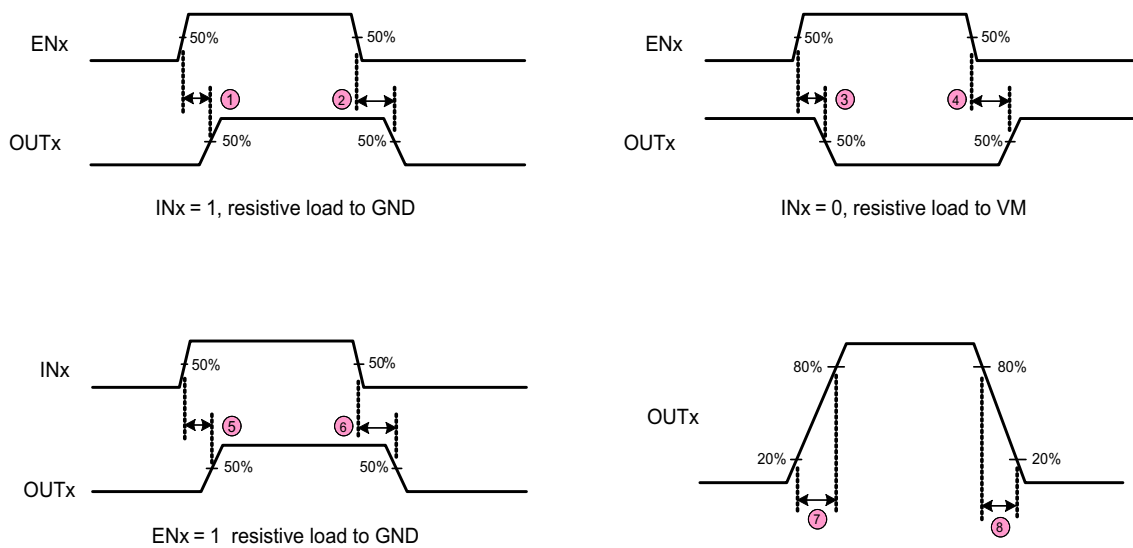 ENx
50%
50%
1
2
OUTx
50%
50%
INx = 1, resistive load to GND
ENx
50%
50%
3
4
OUTx
50%
50%
INx = 0, resistive load to VM
INx
50%
50%
5
6
OUTx
50%
50%
ENx = 1 resistive load to GND
80%
80%
OUTx
20%
20%
7
8